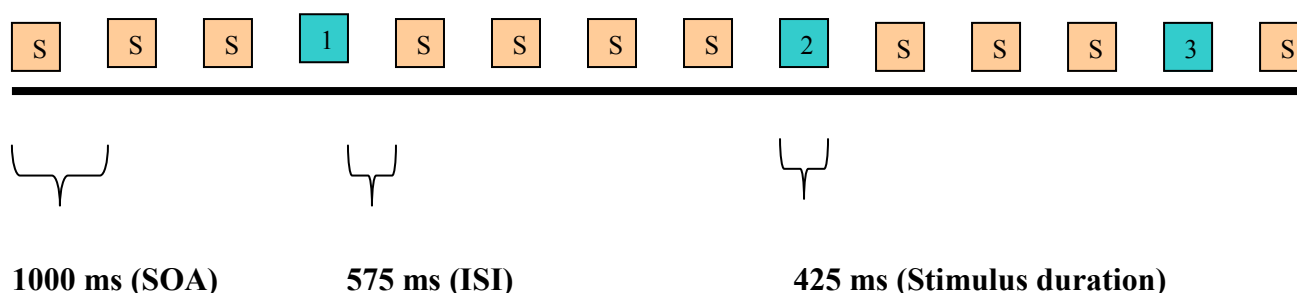 S S S 1 S S S S 2 S S S 3 S
1000 ms (SOA) 575 ms (ISI) 425 ms (Stimulus duration)